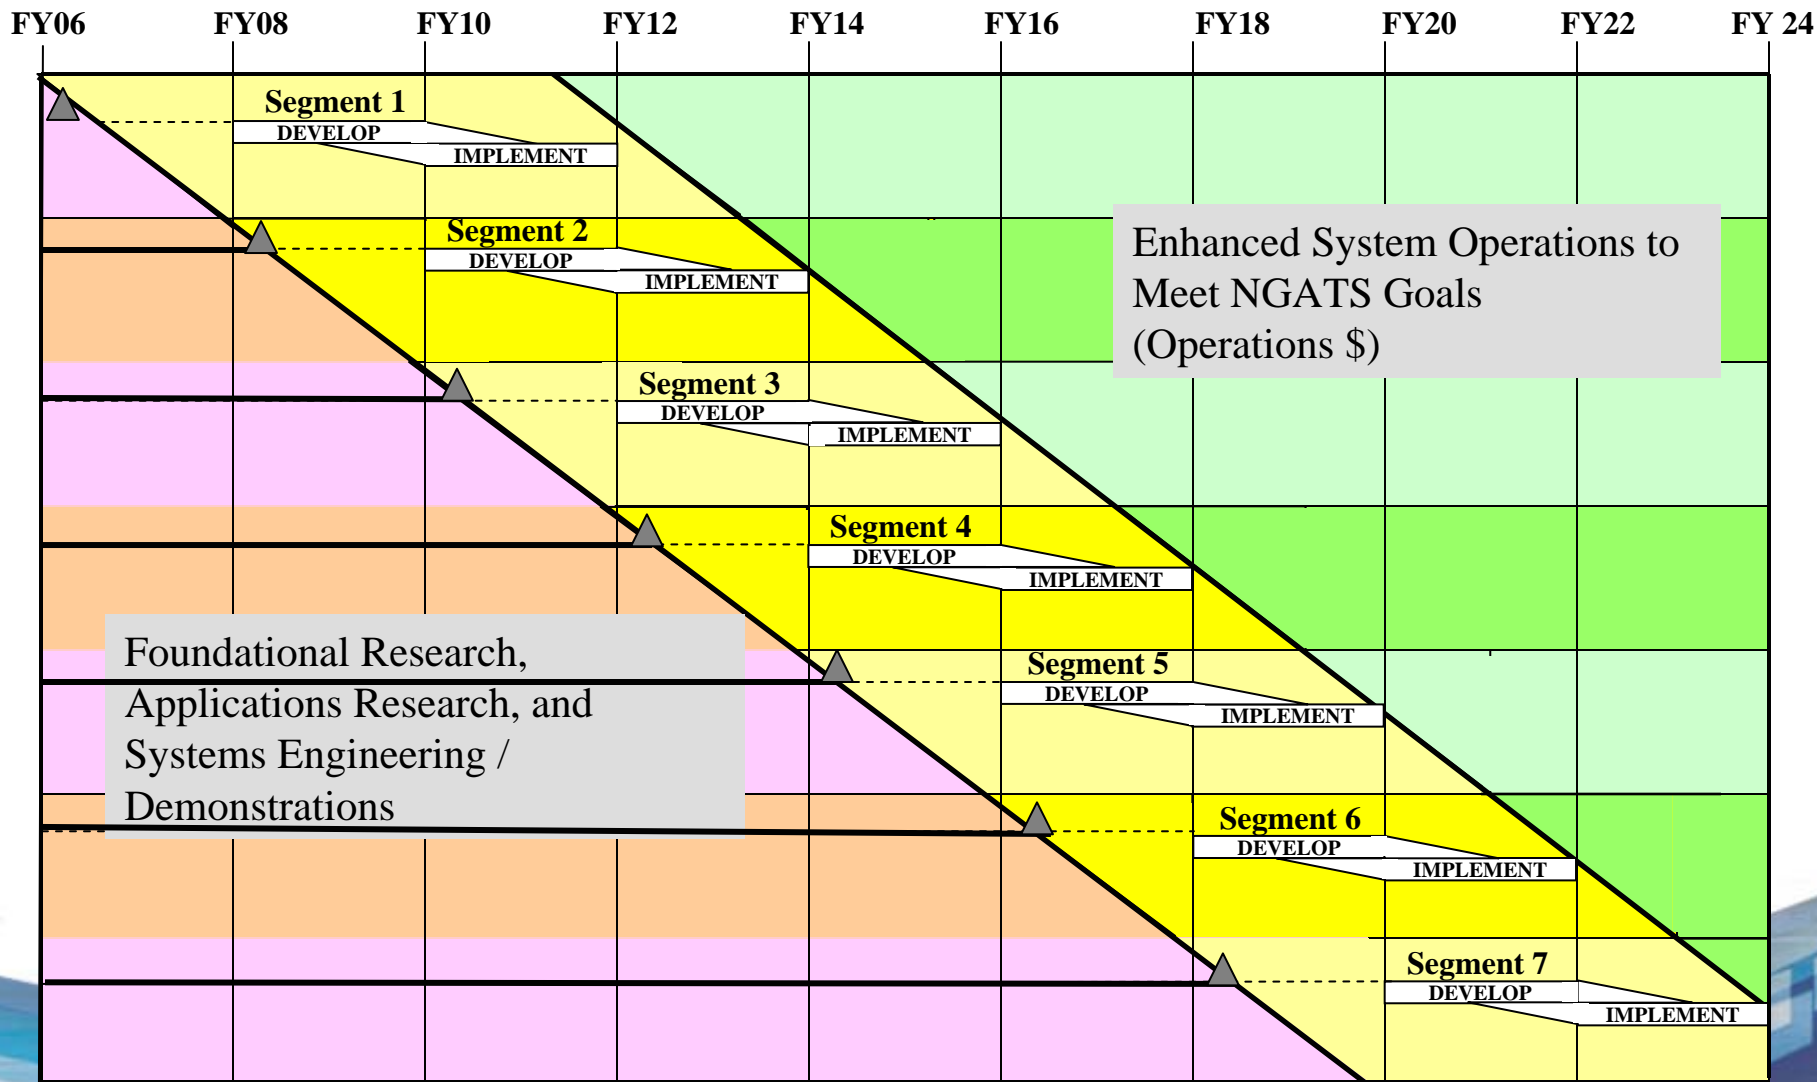 FY06 FY08 FY10 FY12 FY14 FY16 FY18 FY20 FY22 FY 24
Segment 1
DEVELOP
IMPLEMENT
Segment 2
DEVELOP
IMPLEMENT
Enhanced System Operations to
Meet NGATS Goals
(Operations $)
Segment 3
DEVELOP
IMPLEMENT
Segment 4
DEVELOP
IMPLEMENT
Foundational Research,
Applications Research, and
Systems Engineering /
Demonstrations
Segment 5
DEVELOP
IMPLEMENT
Segment 6
DEVELOP
IMPLEMENT
Segment 7
DEVELOP
IMPLEMENT